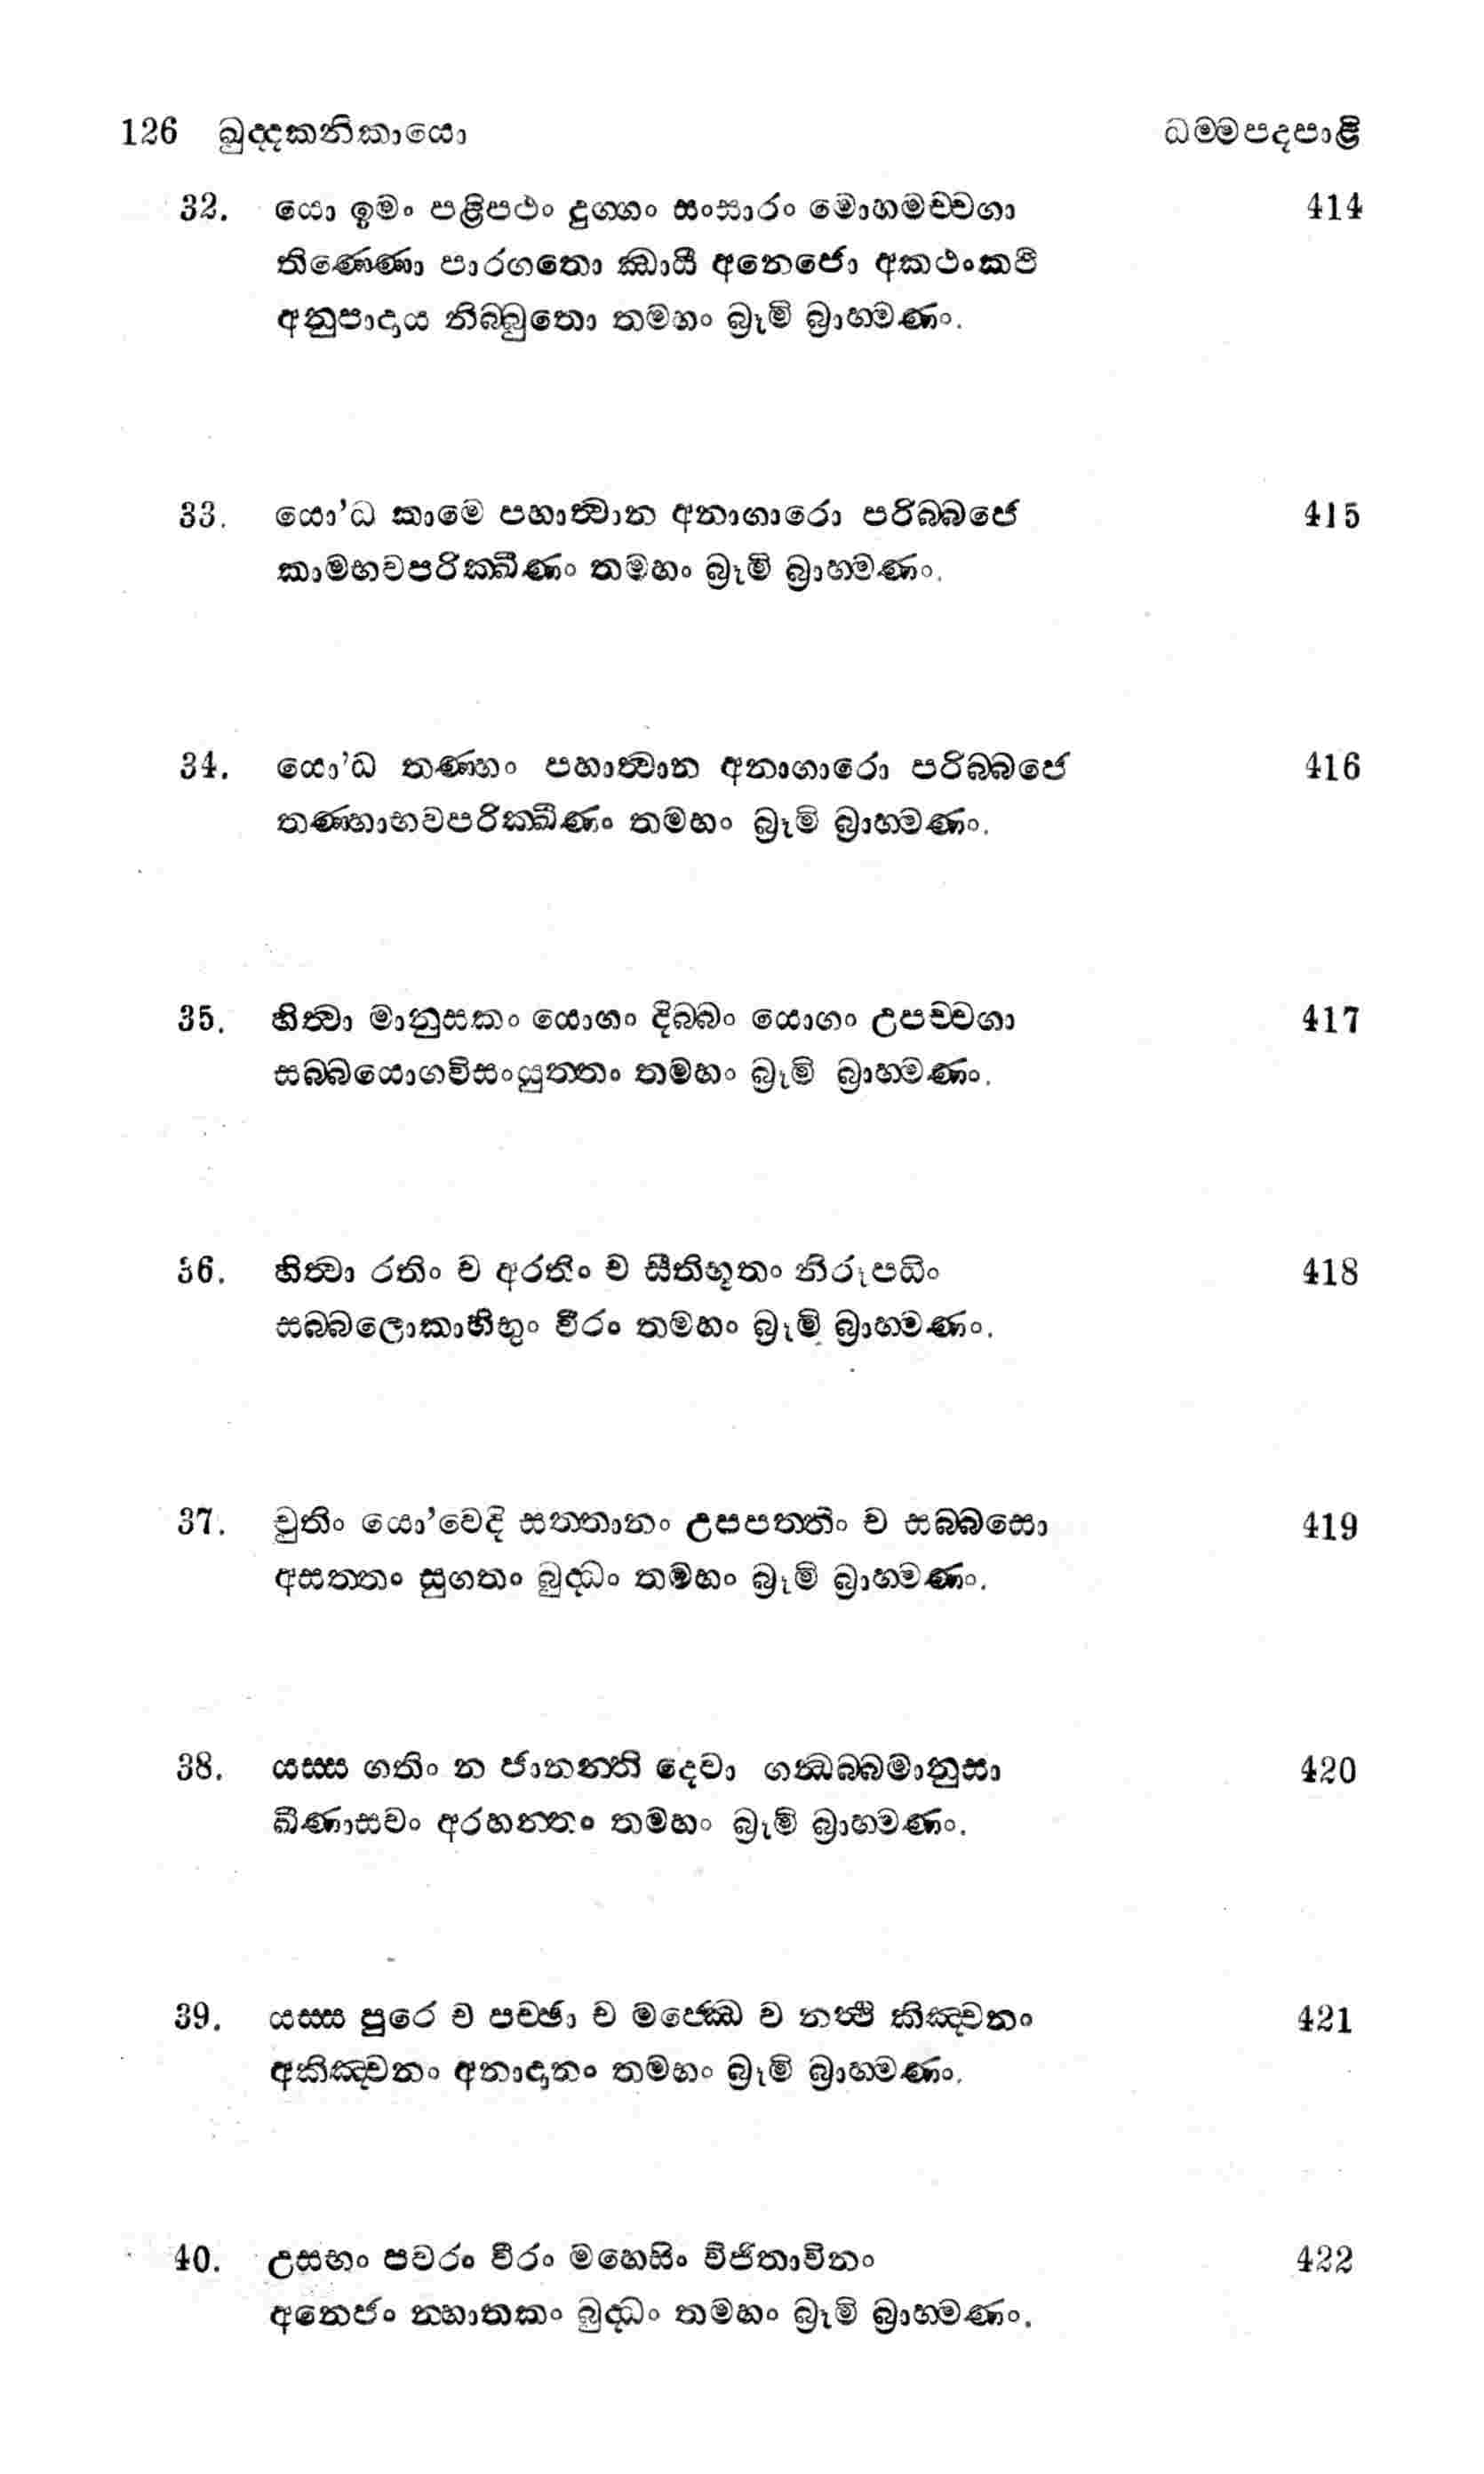 126 ඛුද්දකනිකායො ධම්මපදපාළි
32. යො ඉමං පළිපථං දුග්ගං සංසාරං මොහමච්චගා 414
තිණ්ණො පාරගතො ඣායී අනෙජො අකථංකථී
අනුපාදාය නිබ්බුතො තමහං බ්‍රූමි බ්‍රාහ්මණං.
33. යො'ධ කාමෙ පහාත්‍වාන අනාගාරො පරිබ්බජෙ 415
කාමභවපරික්ඛීණං තමහං බ්‍රූමි බ්‍රාහ්මණං.
34. යො'ධ තණ්හං පහාත්‍වාන අනාගාරො පරිබ්බජෙ 416
තණ්හාභවපරික්ඛීණං තමහං බ්‍රූමි බ්‍රාහ්මණං.
35. හිත්‍වා මානුසකං යොගං දිබ්බං යොගං උපච්චගා 417
සබ්බයොගවිසංයුත්තං තමහං බ්‍රූමි බ්‍රාහ්මණං.
36. හිත්‍වා රතිං ච අරතිං ච සීතිභූතං නිරූපධිං 418
සබ්බලොකාභිභුං වීරං තමහං බ්‍රූමි බ්‍රාහ්මණං.
37. චුතිං යො'වෙදි සත්තානං උපපත්තිං ච සබ්බසො 419
අසත්තං සුගතං බුද්ධං තමහං බ්‍රූමි බ්‍රාහ්මණං.
38. යස්ස ගතිං න ජානන්ති දෙවා ගන්ධබ්බමානුසා 420
ඛීණාසවං අරහන්තං තමහං බ්‍රූමි බ්‍රාහ්මණං.
39. යස්ස පුරෙ ච පච්ඡා ච මජ්ඣෙ ච නත්ථි කිඤ්චනං 421
අකිඤ්චනං අනාදානං තමහං බ්‍රූමි බ්‍රාහ්මණං.
40. උසභං පවරං වීරං මහෙසිං විජිතාවිනං 422
අනෙජං නහාතකං බුද්ධං තමහං බ්‍රූමි බ්‍රාහ්මණං.